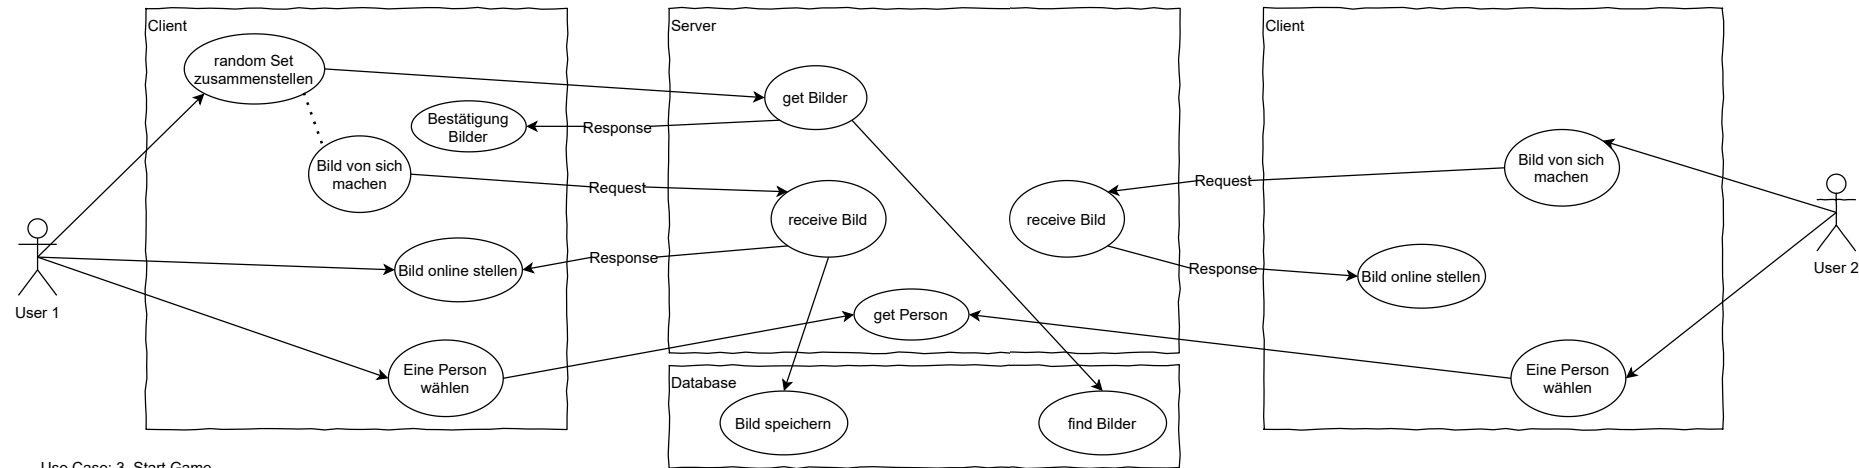 Client
random Set
zusammenstellen
Bestätigung
Bilder
Bild von sich
machen
Bild online stellen
Eine Person
wählen
User 1
Response
Request
Response
Server
get Bilder
receive Bild
receive Bild
get Person
Database
Bild speichern
find Bilder
Request
Response
Client
Bild von sich
machen
Bild online stellen
Eine Person
wählen
User 2
Use Case: 3. Start Game